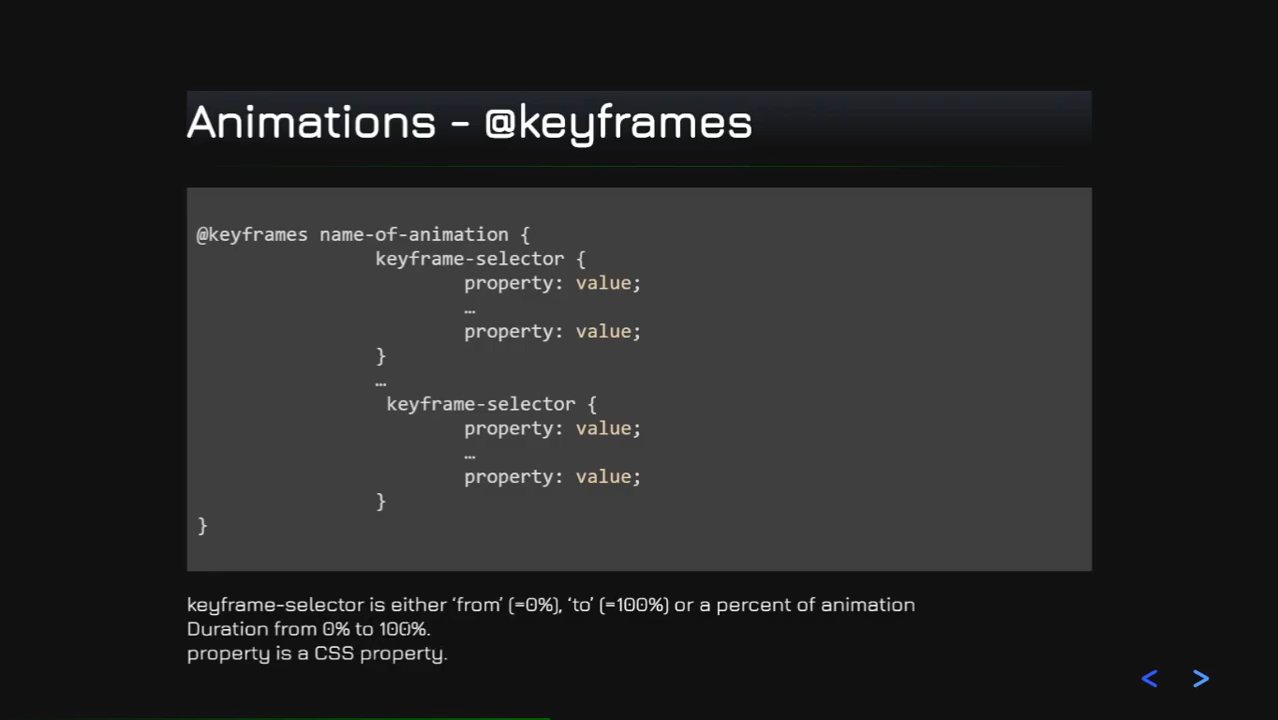 Animations - @keyframes
@keyframes name-of-animation {
keyframe-selector {
property: value;
…
property: value;
}
…
keyframe-selector {
property: value;
…
property: value;
}
}
keyframe-selector is either ‘from’ (=0%), ‘to’ (=100%) or a percent of animation
Duration from 0% to 100%.
property is a CSS property.
< >